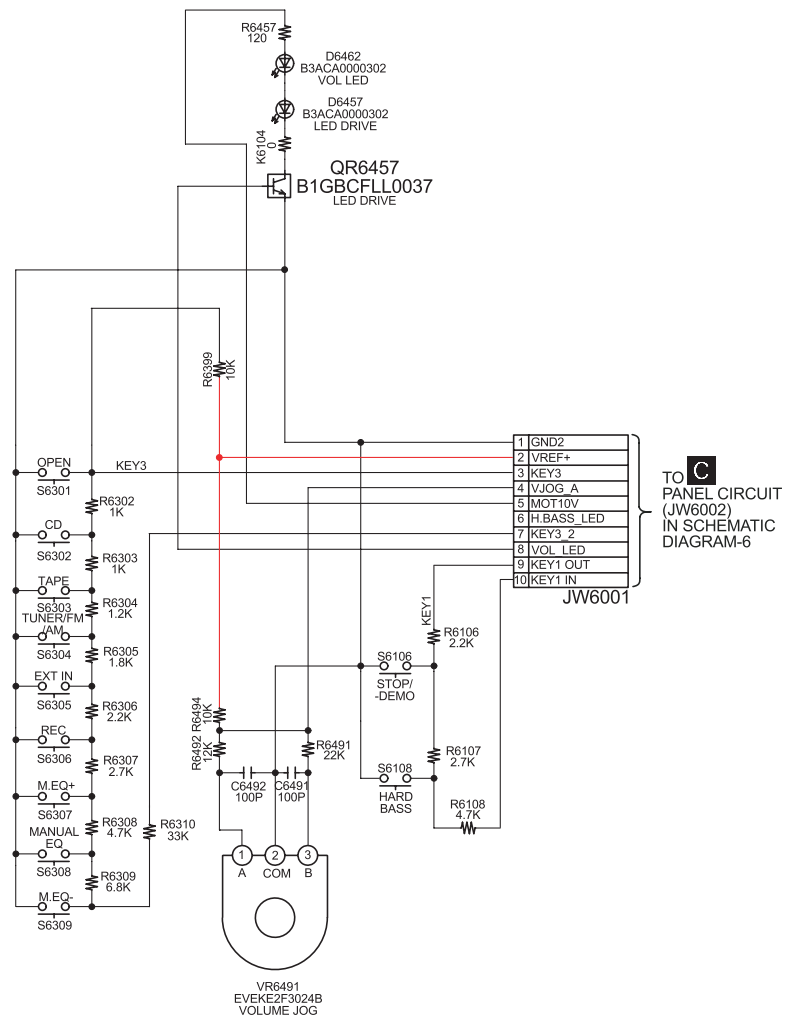 R6457
120
D6462
B3ACA0000302
VOL LED
D6457
B3ACA0000302
LED DRIVE
K6104
0
QR6457
B1GBCFLL0037
LED DRIVE
R6399
10K
1 GND2
2 VREF+
3 KEY3
4 VJOG_A
5 MOT10V
6 H.BASS_LED
7 KEY3_2
8 VOL_LED
9 KEY1 OUT
10 KEY1 IN
JW6001
TO C
PANEL CIRCUIT
(JW6002)
IN SCHEMATIC
DIAGRAM-6
OPEN
S6301
KEY3
R6302
1K
CD
S6302
R6303
1K
TAPE
S6303
R6304
1.2K
TUNER/FM
/AM
S6304
R6305
1.8K
EXT IN
S6305
R6306
2.2K
REC
S6306
R6307
2.7K
M.EQ+
S6307
R6308
4.7K
R6310
33K
MANUAL
EQ
S6308
R6309
6.8K
M.EQ-
S6309
R6494
10K
R6492
12K
R6491
22K
C6492
100P
C6491
100P
KEY1
R6106
2.2K
S6106
STOP/
-DEMO
R6107
2.7K
S6108
HARD
BASS
R6108
4.7K
1 2 3
A COM B
VR6491
EVEKE2F3024B
VOLUME JOG